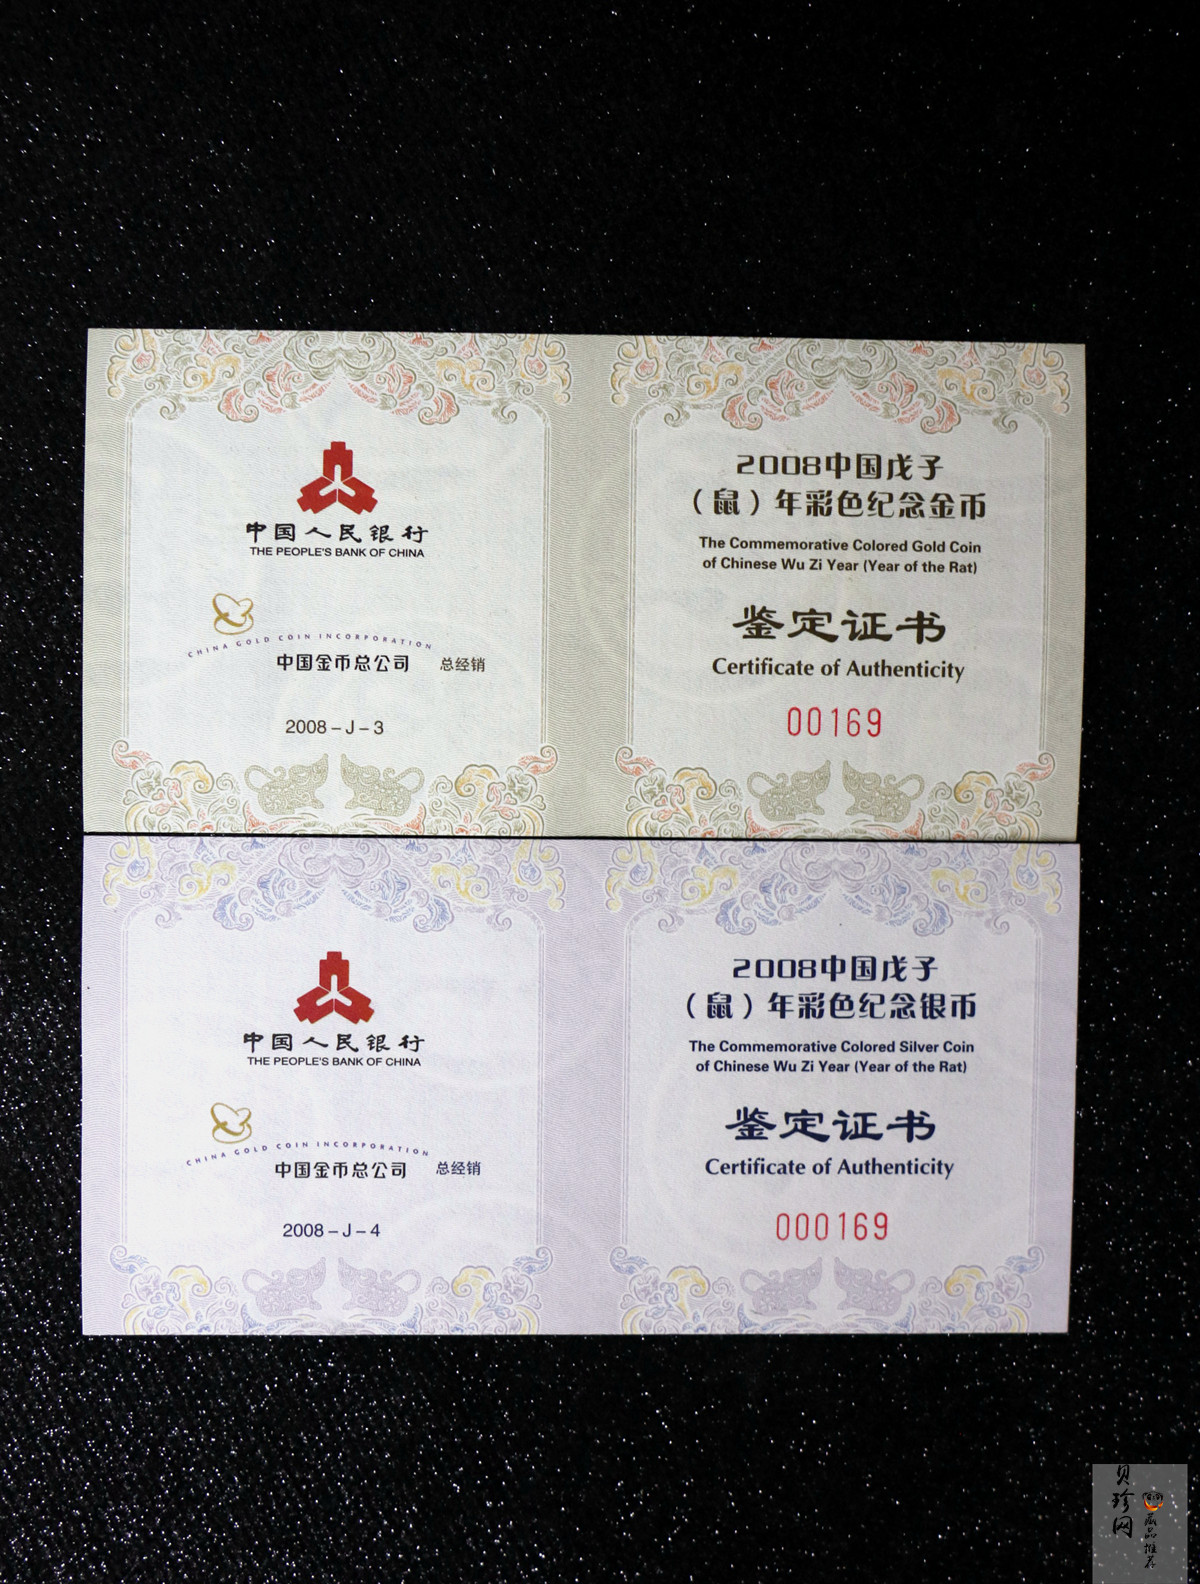 中国人民银行
THE PEOPLE'S BANK OF CHINA
CHINA GOLD COIN INCORPORATION
中国金币总公司 总经销
2008-J-3
2008中国戊子
（鼠）年彩色纪念金币
The Commemorative Colored Gold Coin
of Chinese Wu Zi Year (Year of the Rat)
鉴定证书
Certificate of Authenticity
00169
中国人民银行
THE PEOPLE'S BANK OF CHINA
CHINA GOLD COIN INCORPORATION
中国金币总公司 总经销
2008-J-4
2008中国戊子
（鼠）年彩色纪念银币
The Commemorative Colored Silver Coin
of Chinese Wu Zi Year (Year of the Rat)
鉴定证书
Certificate of Authenticity
000169
贝珍网
藏品推荐